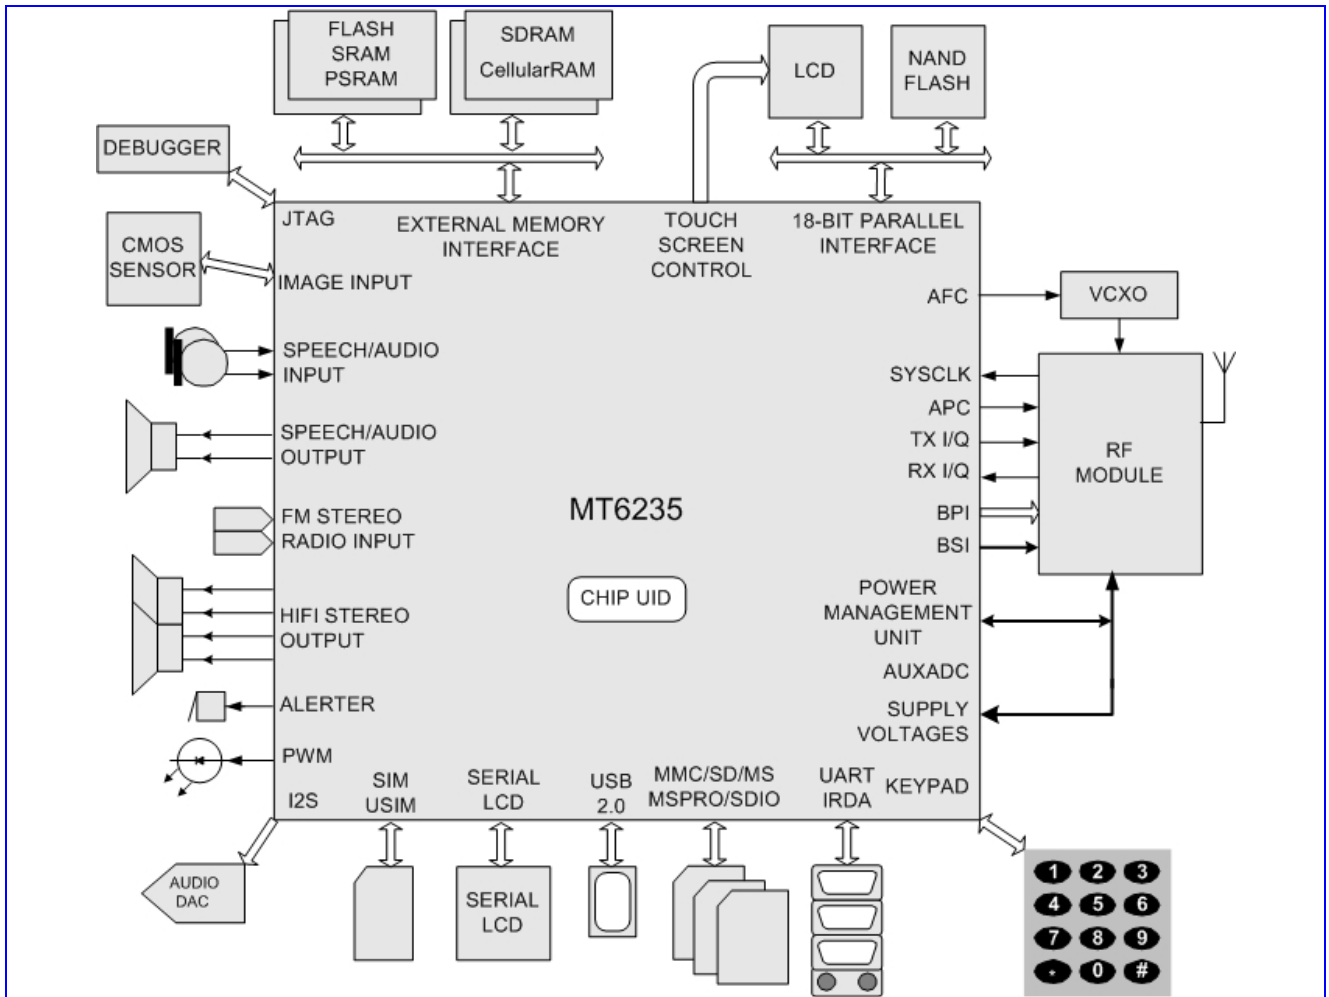 FLASH
SRAM
PSRAM
SDRAM
CellularRAM
LCD
NAND
FLASH
DEBUGGER
JTAG
EXTERNAL MEMORY
INTERFACE
TOUCH
SCREEN
CONTROL
18-BIT PARALLEL
INTERFACE
CMOS
SENSOR
IMAGE INPUT
AFC
VCXO
SPEECH/AUDIO
INPUT
SYSCLK
APC
SPEECH/AUDIO
OUTPUT
TX I/Q
RX I/Q
RF
MODULE
MT6235
FM STEREO
RADIO INPUT
BPI
BSI
CHIP UID
POWER
MANAGEMENT
UNIT
HIFI STEREO
OUTPUT
AUXADC
ALERTER
SUPPLY
VOLTAGES
PWM
I2S
SIM
USIM
SERIAL
LCD
USB
2.0
MMC/SD/MS
MSPRO/SDIO
UART
IRDA
KEYPAD
AUDIO
DAC
SERIAL
LCD
1 2 3
4 5 6
7 8 9
* 0 #